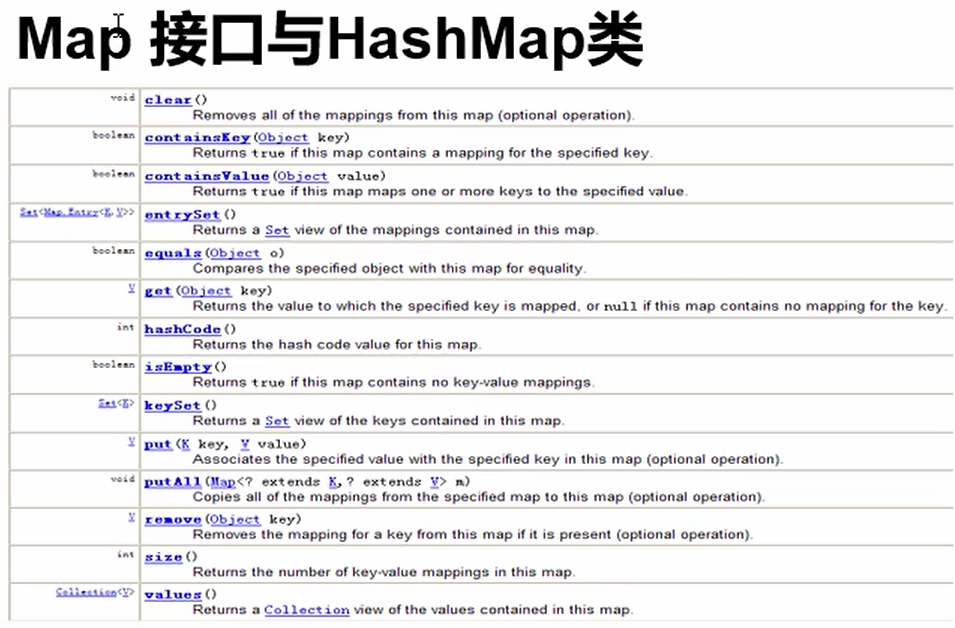 Map 接口与HashMap类
void clear()
Removes all of the mappings from this map (optional operation).
boolean containsKey(Object key)
Returns true if this map contains a mapping for the specified key.
boolean containsValue(Object value)
Returns true if this map maps one or more keys to the specified value.
Set<Map.Entry<K,V>> entrySet()
Returns a Set view of the mappings contained in this map.
boolean equals(Object o)
Compares the specified object with this map for equality.
V get(Object key)
Returns the value to which the specified key is mapped, or null if this map contains no mapping for the key.
int hashCode()
Returns the hash code value for this map.
boolean isEmpty()
Returns true if this map contains no key-value mappings.
Set<K> keySet()
Returns a Set view of the keys contained in this map.
V put(K key, V value)
Associates the specified value with the specified key in this map (optional operation).
void putAll(Map<? extends K,? extends V> m)
Copies all of the mappings from the specified map to this map (optional operation).
V remove(Object key)
Removes the mapping for a key from this map if it is present (optional operation).
int size()
Returns the number of key-value mappings in this map.
Collection<V> values()
Returns a Collection view of the values contained in this map.